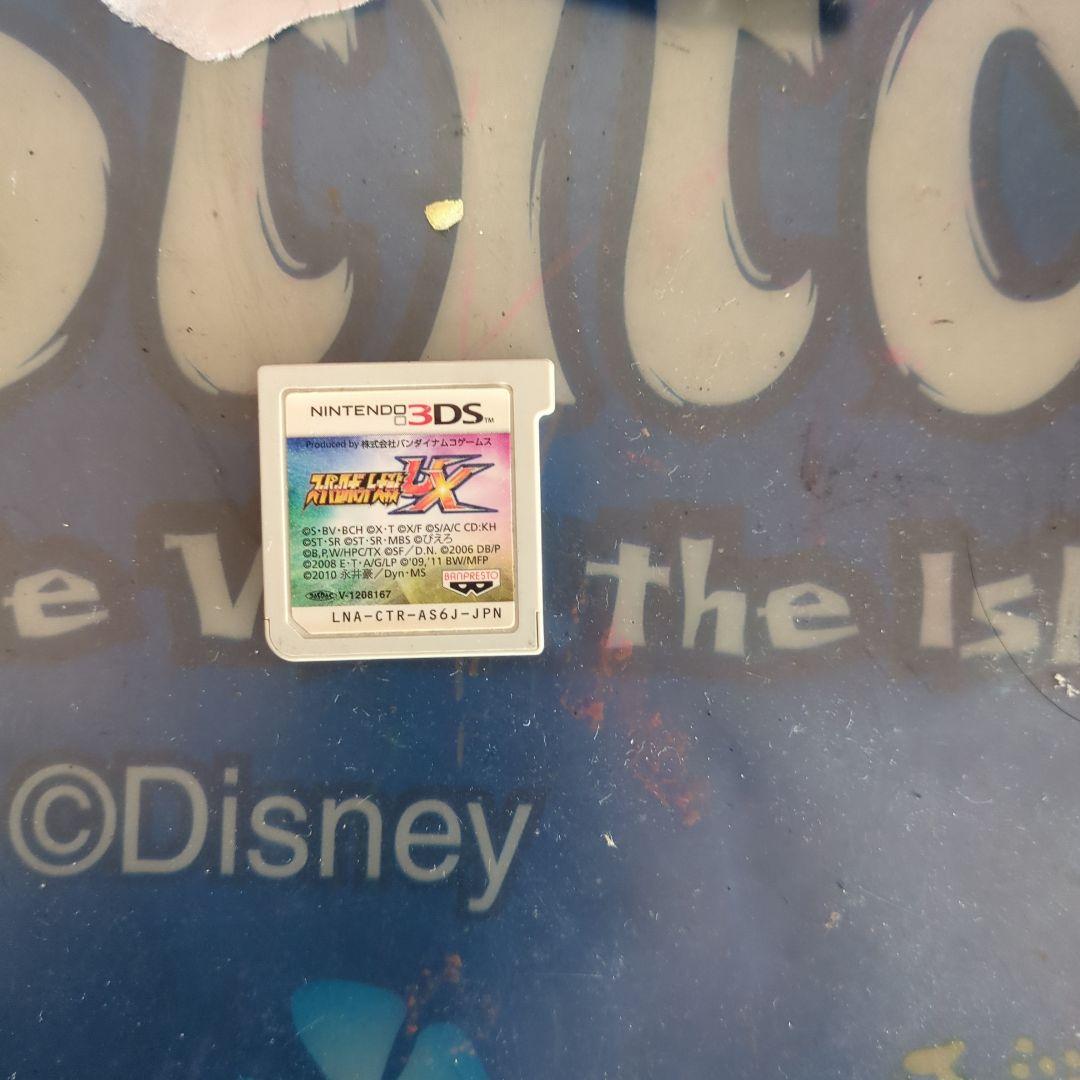 NINTENDO 3DS™
Produced by 株式会社バンダイナムコゲームス
スーパーロボット大戦UX
©S・BV・BCH ©X・T ©X/F ©S/A/C CD:KH
©ST・SR ©ST・SR・MBS ©ぴえろ
©B,P,W/HPC/TX ©SF／D.N. ©2006 DB/P
©2008 E・T・A/G/LP ©'09,'11 BW/MFP
©2010 永井豪／Dyn・MS
BANPRESTO
V-1208167
LNA-CTR-AS6J-JPN
the
©Disney